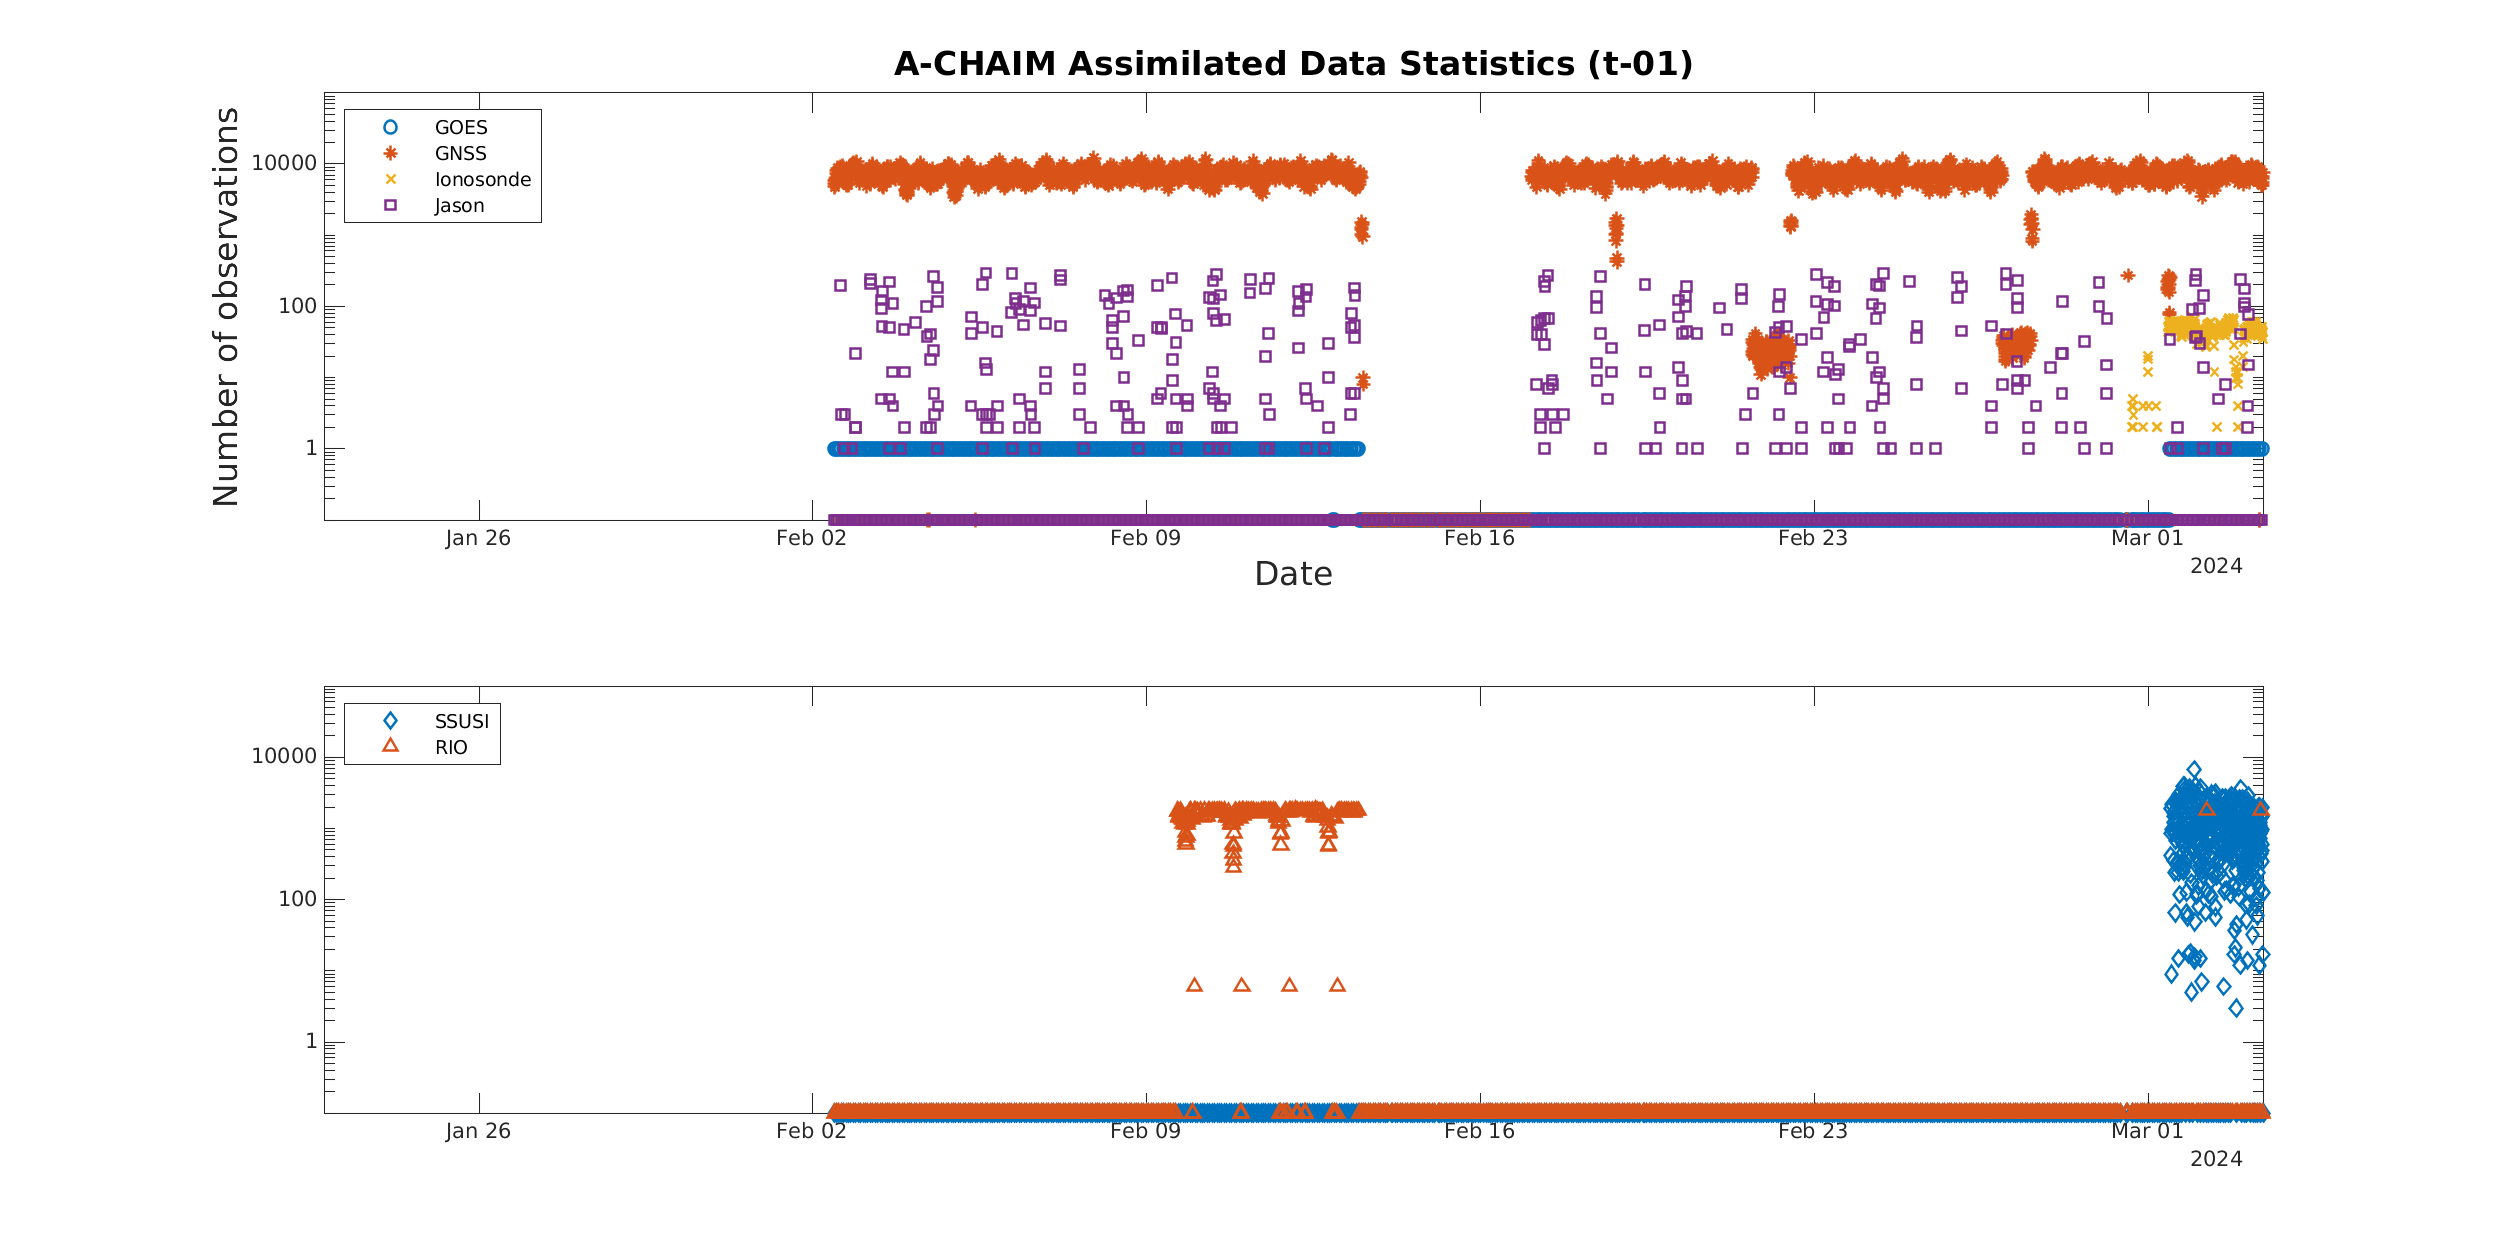 A-CHAIM Assimilated Data Statistics (t-01)
Number of observations
10000
100
1
GOES
GNSS
Ionosonde
Jason
Jan 26
Feb 02
Feb 09
Feb 16
Feb 23
Mar 01
2024
Date
10000
100
1
SSUSI
RIO
Jan 26
Feb 02
Feb 09
Feb 16
Feb 23
Mar 01
2024